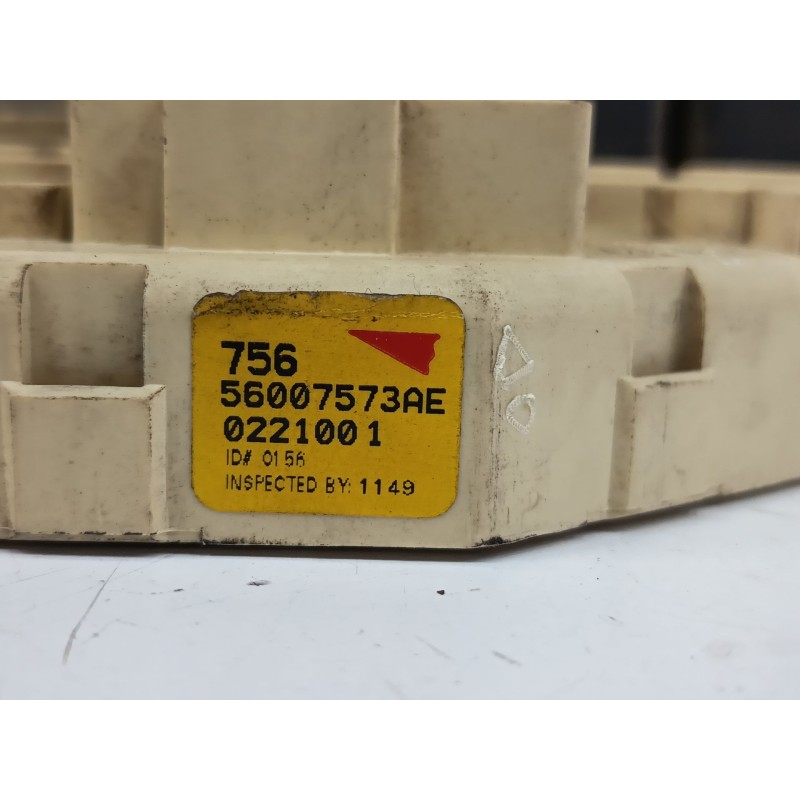 756
56007573AE
0221001
ID# 0156
INSPECTED BY: 1149